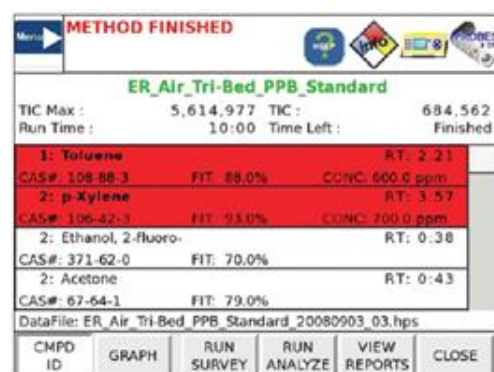 Menu
METHOD FINISHED
HELP
Info
PROBES
ER_Air_Tri-Bed_PPB_Standard
TIC Max : 5,614,977 TIC : 684,562
Run Time : 10:00 Time Left : Finished
1: Toluene RT: 2:21
CAS#: 108-88-3 FIT: 88.0% CONC: 600.0 ppm
2: p-Xylene RT: 3:57
CAS#: 106-42-3 FIT: 93.0% CONC: 700.0 ppm
2: Ethanol, 2-fluoro- RT: 0:38
CAS#: 371-62-0 FIT: 70.0%
2: Acetone RT: 0:43
CAS#: 67-64-1 FIT: 79.0%
DataFile: ER_Air_Tri-Bed_PPB_Standard_20080903_03.hps
CMPD ID
GRAPH
RUN SURVEY
RUN ANALYZE
VIEW REPORTS
CLOSE